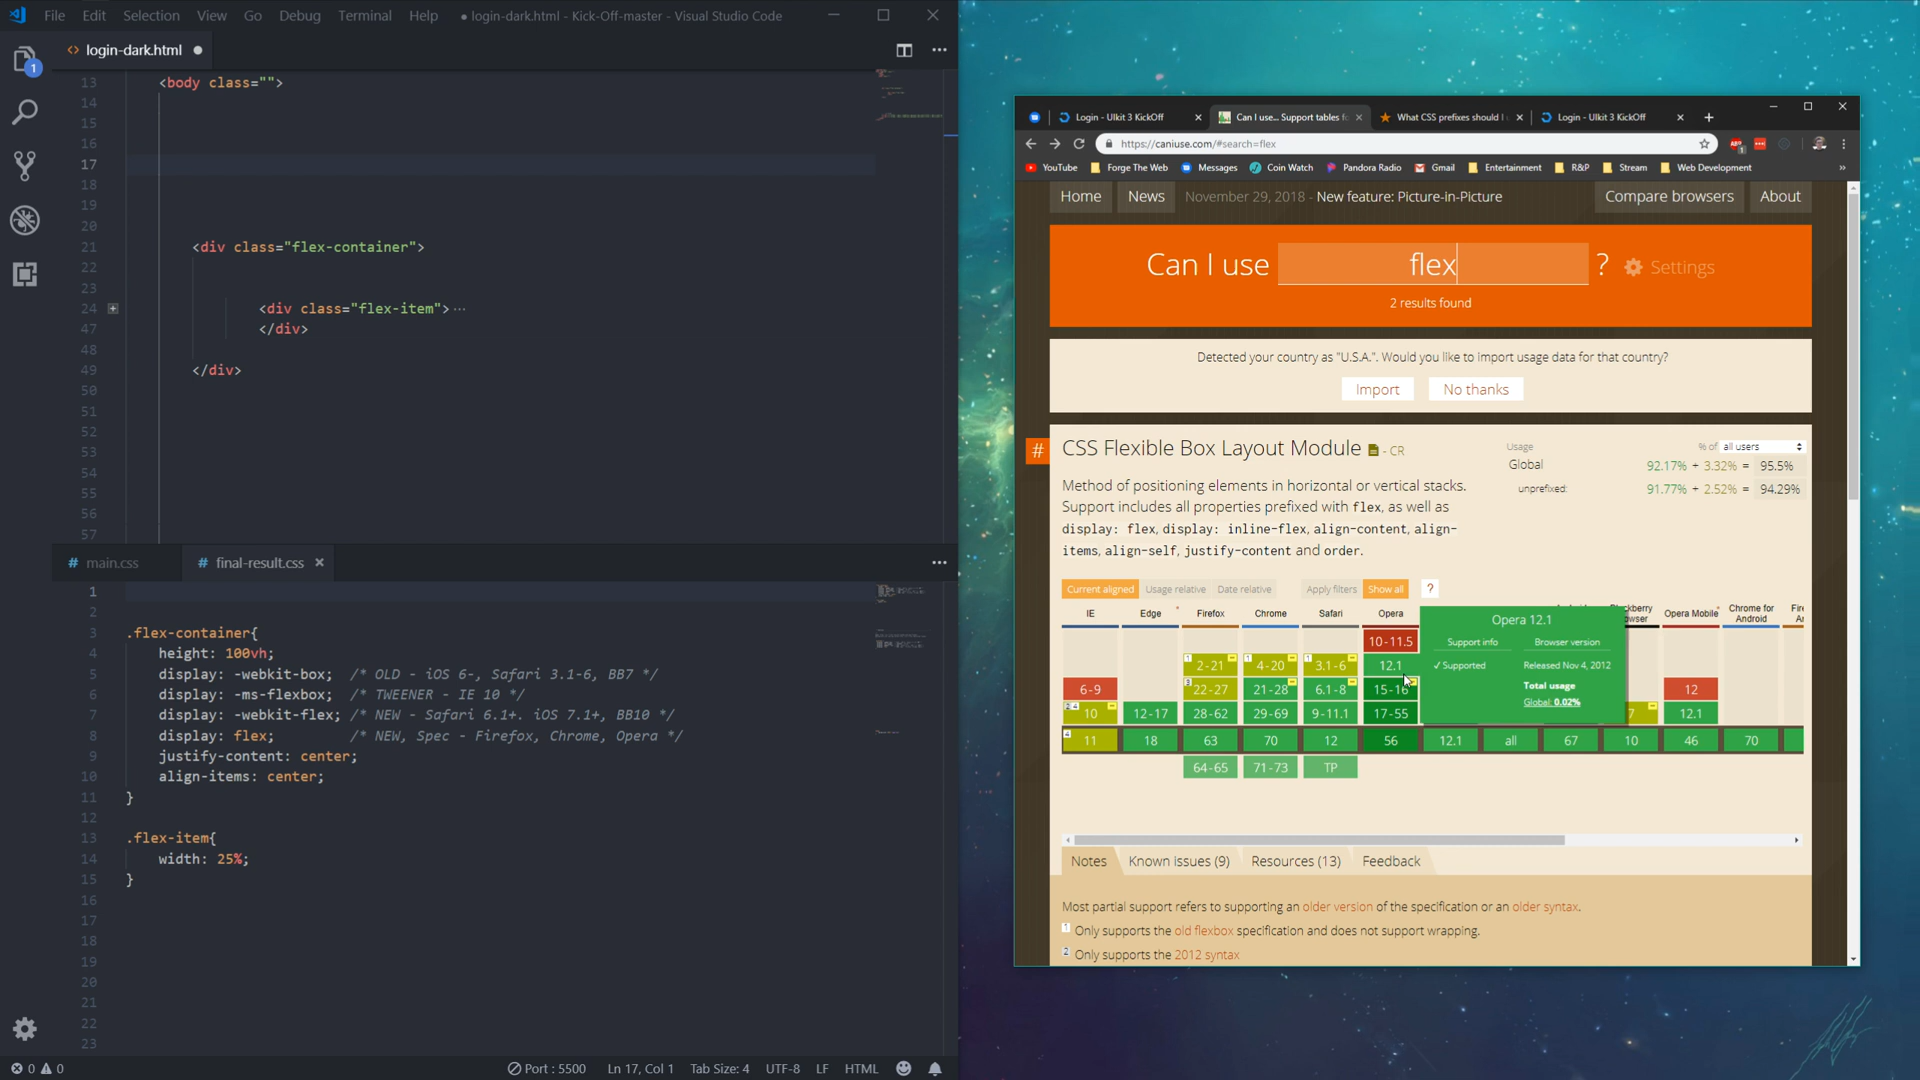 File Edit Selection View Go Debug Terminal Help ● login-dark.html - Kick-Off-master - Visual Studio Code
<> login-dark.html ●
1
13 <body class="">
14
15
16
17
18
19
20
21 <div class="flex-container">
22
23
24 <div class="flex-item"> ···
47 </div>
48
49 </div>
50
51
52
53
54
55
56
57
# main.css # final-result.css ×
1
2
3 .flex-container{
4 height: 100vh;
5 display: -webkit-box; /* OLD - iOS 6-, Safari 3.1-6, BB7 */
6 display: -ms-flexbox; /* TWEENER - IE 10 */
7 display: -webkit-flex; /* NEW - Safari 6.1+. iOS 7.1+, BB10 */
8 display: flex; /* NEW, Spec - Firefox, Chrome, Opera */
9 justify-content: center;
10 align-items: center;
11 }
12
13 .flex-item{
14 width: 25%;
15 }
16
17
18
19
20
21
22
23
0 0 Port : 5500 Ln 17, Col 1 Tab Size: 4 UTF-8 LF HTML
Login - UIkit 3 KickOff Can I use... Support tables fo What CSS prefixes should I Login - UIkit 3 KickOff
https://caniuse.com/#search=flex
YouTube Forge The Web Messages Coin Watch Pandora Radio Gmail Entertainment R&P Stream Web Development »
Home News November 29, 2018 - New feature: Picture-in-Picture Compare browsers About
Can I use flex ? Settings
2 results found
Detected your country as "U.S.A.". Would you like to import usage data for that country?
Import No thanks
# CSS Flexible Box Layout Module - CR
Usage % of all users
Global 92.17% + 3.32% = 95.5%
unprefixed: 91.77% + 2.52% = 94.29%
Method of positioning elements in horizontal or vertical stacks.
Support includes all properties prefixed with flex, as well as
display: flex, display: inline-flex, align-content, align-
items, align-self, justify-content and order.
Current aligned Usage relative Date relative Apply filters Show all ?
IE Edge * Firefox Chrome Safari Opera Opera Mobile * Chrome for Android
10-11.5
1 2-21 1 4-20 1 3.1-6 12.1
6-9 3 22-27 21-28 6.1-8 15-16 12
2 4 10 12-17 28-62 29-69 9-11.1 17-55 7 12.1
4 11 18 63 70 12 56 12.1 all 67 10 46 70
64-65 71-73 TP
Opera 12.1
Support info Browser version
✓ Supported Released Nov 4, 2012
Total usage
Global: 0.02%
Notes Known issues (9) Resources (13) Feedback
Most partial support refers to supporting an older version of the specification or an older syntax.
1 Only supports the old flexbox specification and does not support wrapping.
2 Only supports the 2012 syntax